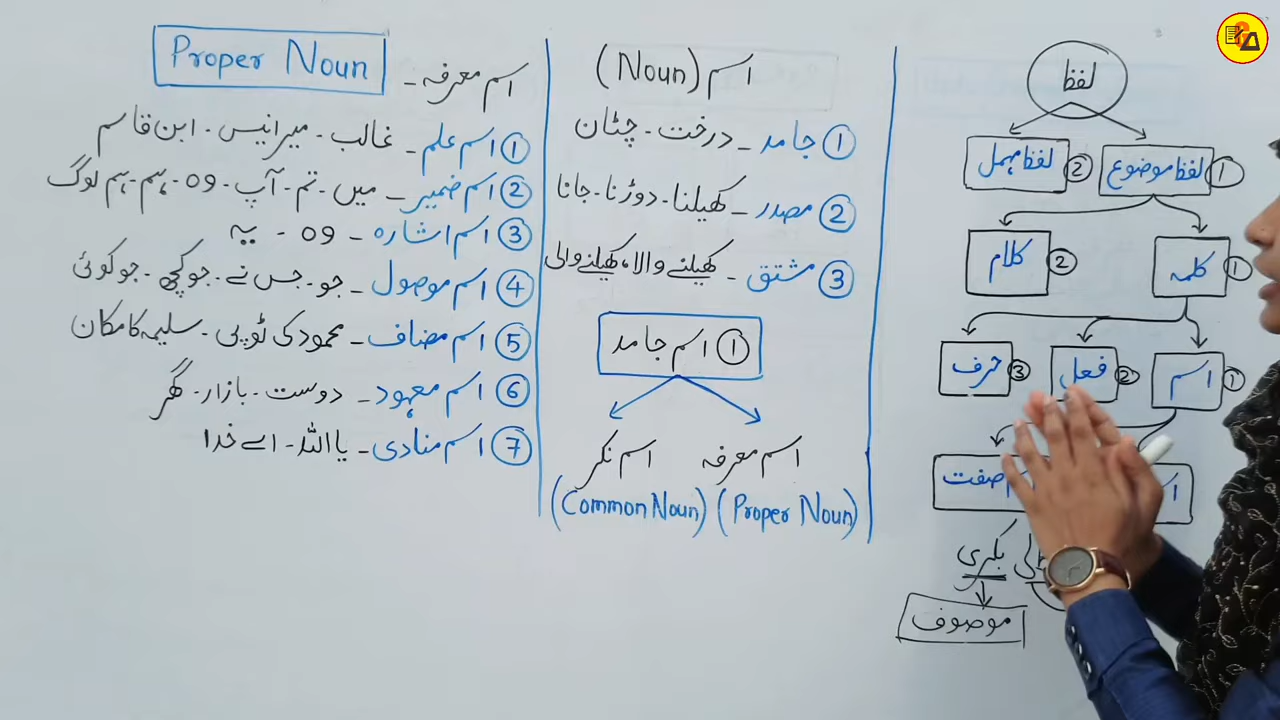 لفظ
① لفظ موضوع
② لفظ مہمل
① کلمہ
② کلام
① اسم
② فعل
③ حرف
صفت
بکری
موصوف
اسم (Noun)
① جامد - درخت - چٹان
② مصدر - کھیلنا - دوڑنا - جانا
③ مشتق - کھیلنے والا، کھیلنے والی
① اسم جامد
اسم معرفہ
(Proper Noun)
اسم نکر
(Common Noun)
اسم معرفہ -
Proper Noun
① اسم علم - غالب - میر انیس - ابن قاسم
② اسم ضمیر - میں - تم - آپ - وہ - ہم - ہم لوگ
③ اسم اشارہ - وہ - یہ
④ اسم موصول - جو - جس نے - جو کچھ - جو کوئی
⑤ اسم مضاف - محمود کی ٹوپی - سلیمہ کا مکان
⑥ اسم معہود - دوست - بازار - گھر
⑦ اسم منادی - یا اللہ - اے خدا